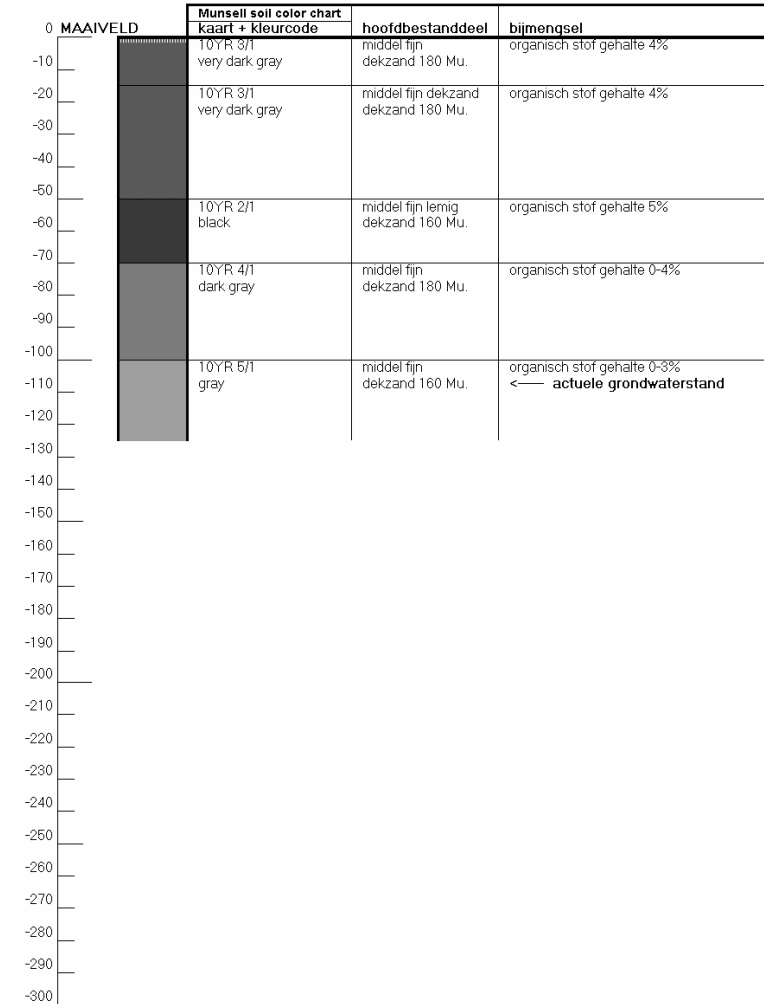 Munsell soil color chart
0 MAAIVELD kaart + kleurcode hoofdbestanddeel bijmengsel
10YR 3/1 middel fijn organisch stof gehalte 4%
-10 very dark gray dekzand 180 Mu.
-20 10YR 3/1 middel fijn dekzand organisch stof gehalte 4%
very dark gray dekzand 180 Mu.
-30
-40
-50
10YR 2/1 middel fijn lemig organisch stof gehalte 5%
-60 black dekzand 160 Mu.
-70
10YR 4/1 middel fijn organisch stof gehalte 0-4%
-80 dark gray dekzand 180 Mu.
-90
-100
10YR 5/1 middel fijn organisch stof gehalte 0-3%
-110 gray dekzand 160 Mu. <—— actuele grondwaterstand
-120
-130
-140
-150
-160
-170
-180
-190
-200
-210
-220
-230
-240
-250
-260
-270
-280
-290
-300